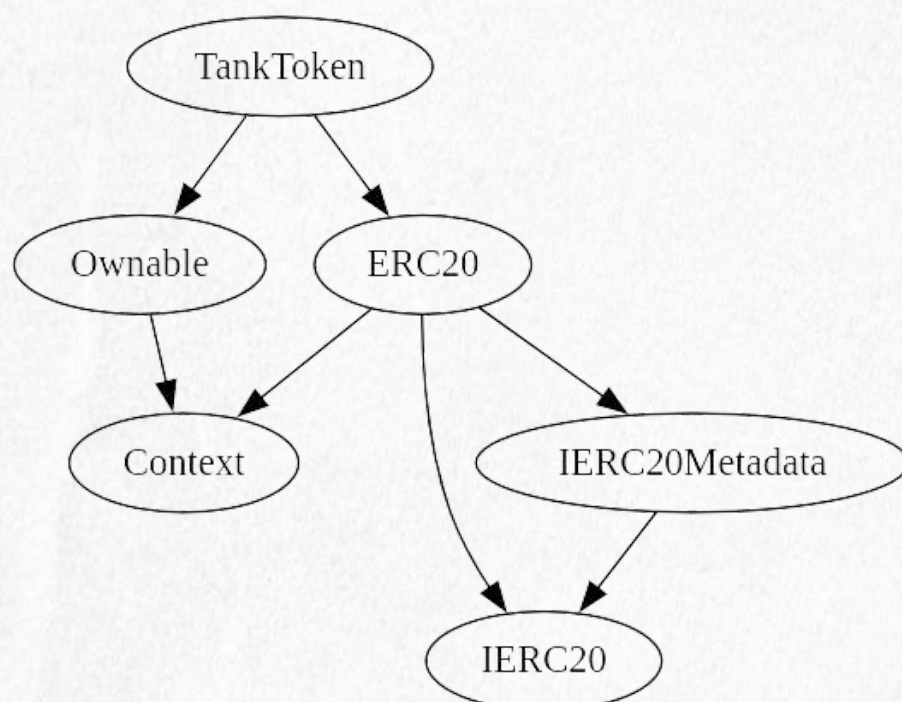 TankToken
Ownable
ERC20
Context
IERC20Metadata
IERC20